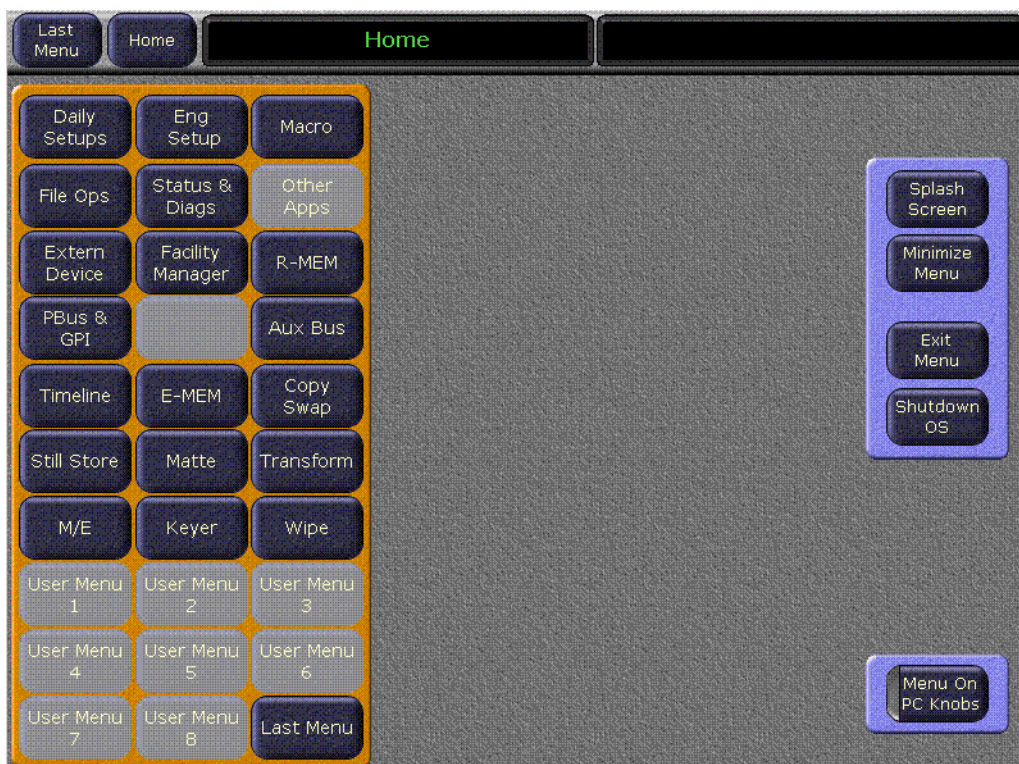 Last
Menu
Home
Home
Daily
Setups
Eng
Setup
Macro
File Ops
Status &
Diags
Other
Apps
Extern
Device
Facility
Manager
R-MEM
PBus &
GPI
Aux Bus
Timeline
E-MEM
Copy
Swap
Still Store
Matte
Transform
M/E
Keyer
Wipe
User Menu
1
User Menu
2
User Menu
3
User Menu
4
User Menu
5
User Menu
6
User Menu
7
User Menu
8
Last Menu
Splash
Screen
Minimize
Menu
Exit
Menu
Shutdown
OS
Menu On
PC Knobs